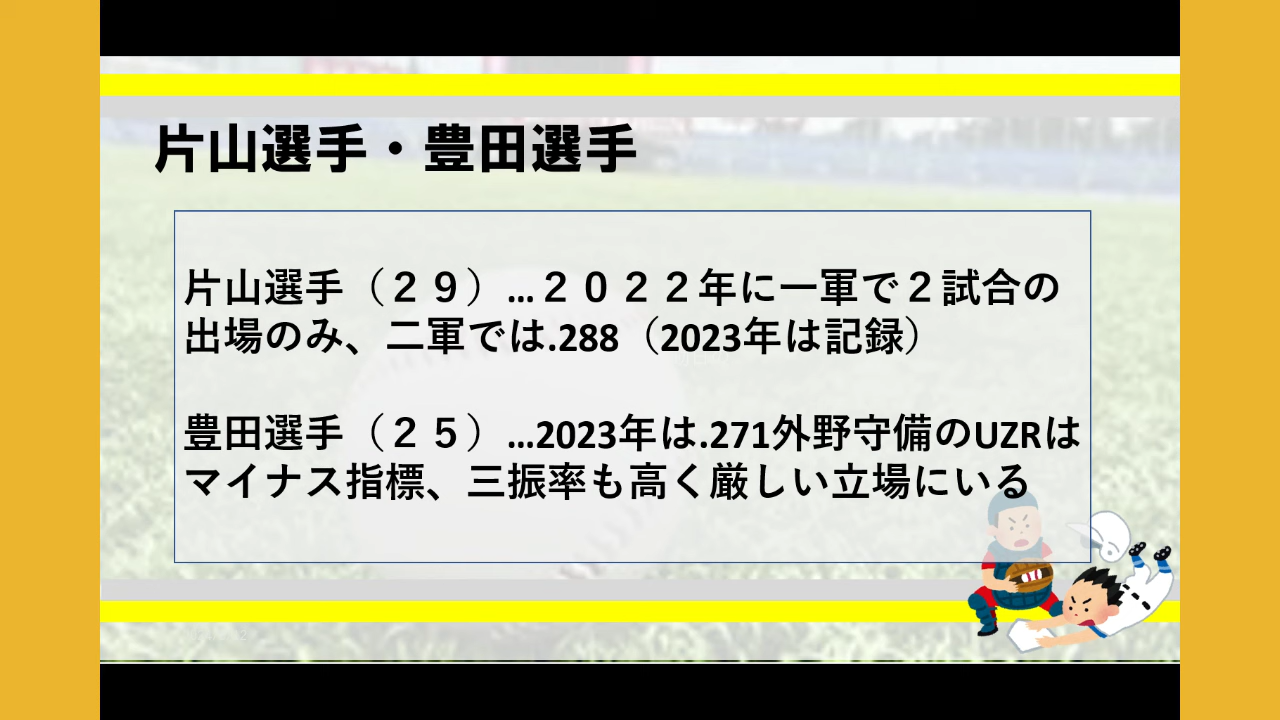 片山選手・豊田選手
片山選手（２９）…２０２２年に一軍で２試合の
出場のみ、二軍では.288（2023年は記録）
豊田選手（２５）…2023年は.271外野守備のUZRは
マイナス指標、三振率も高く厳しい立場にいる